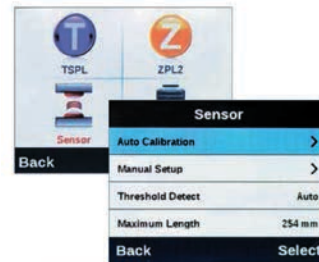 T
Z
TSPL
ZPL2
Sensor
Back
Sensor
Auto Calibration >
Manual Setup >
Threshold Detect Auto
Maximum Length 254 mm
Back Select